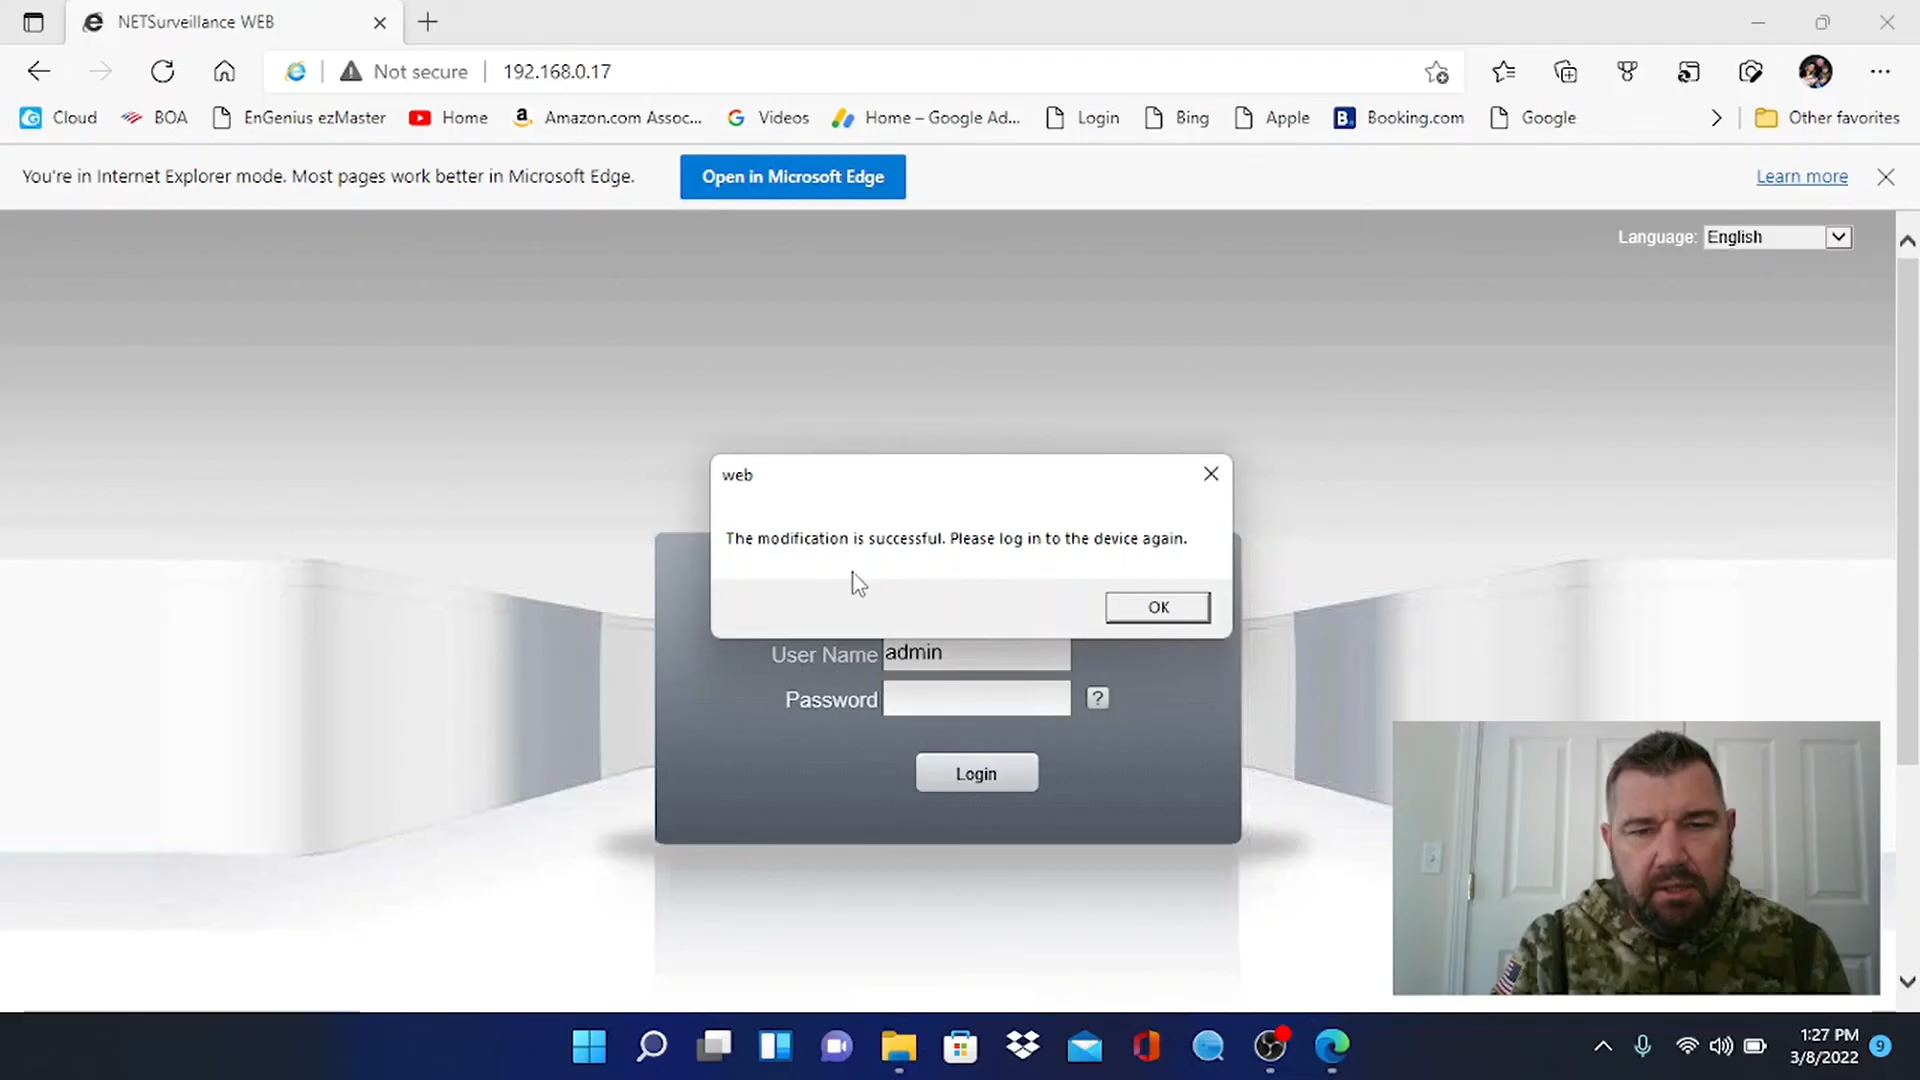 NETSurveillance WEB
Not secure 192.168.0.17
Cloud BOA EnGenius ezMaster Home Amazon.com Assoc... Videos Home – Google Ad... Login Bing Apple Booking.com Google Other favorites
You're in Internet Explorer mode. Most pages work better in Microsoft Edge. Open in Microsoft Edge Learn more
Language: English
web
The modification is successful. Please log in to the device again.
OK
User Name admin
Password ?
Login
1:27 PM
3/8/2022 9